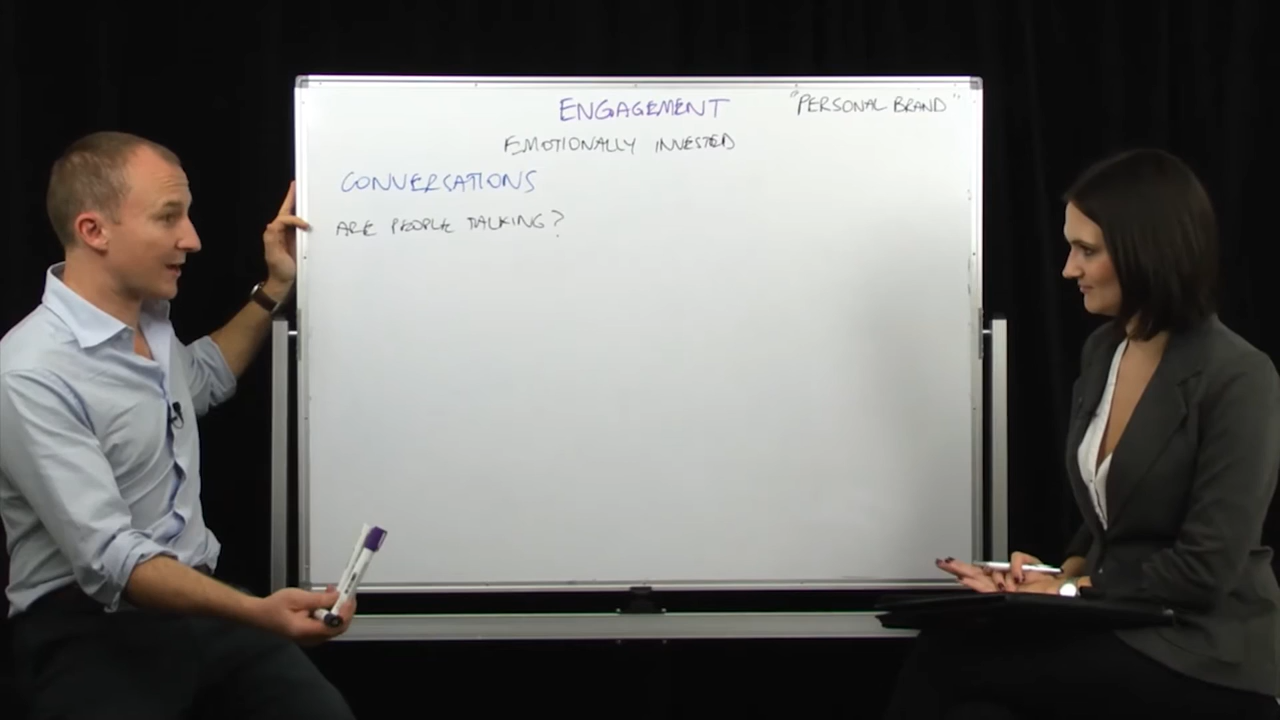 ENGAGEMENT "PERSONAL BRAND"
EMOTIONALLY INVESTED
CONVERSATIONS
ARE PEOPLE TALKING?